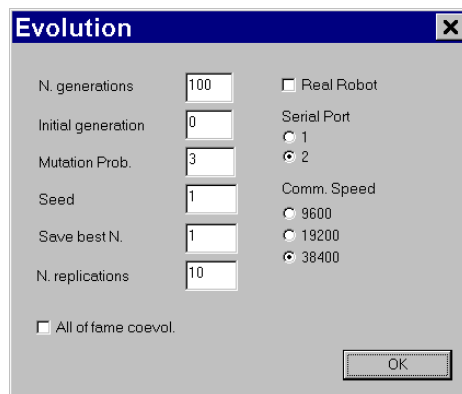 Evolution
N. generations 100
Initial generation 0
Mutation Prob. 3
Seed 1
Save best N. 1
N. replications 10
All of fame coevol.
Real Robot
Serial Port
1
2
Comm. Speed
9600
19200
38400
OK